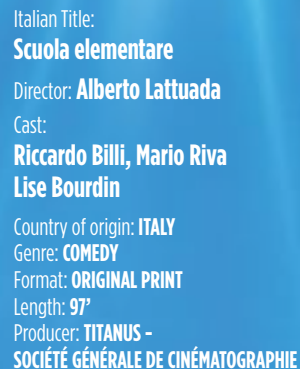 Italian Title:
Scuola elementare
Director: Alberto Lattuada
Cast:
Riccardo Billi, Mario Riva
Lise Bourdin
Country of origin: ITALY
Genre: COMEDY
Format: ORIGINAL PRINT
Length: 97’
Producer: TITANUS -
SOCIÉTÉ GÉNÉRALE DE CINÉMATOGRAPHIE